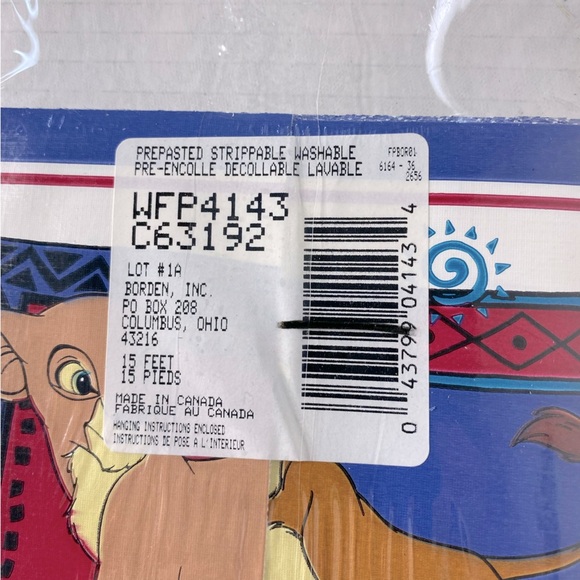 PREPASTED STRIPPABLE WASHABLE
PRE-ENCOLLE DECOLLABLE LAVABLE
FPBOR01
6164 - 36
2656
WFP4143
C63192
LOT #1A
BORDEN, INC.
PO BOX 208
COLUMBUS, OHIO
43216
15 FEET
15 PIEDS
MADE IN CANADA
FABRIQUE AU CANADA
HANGING INSTRUCTIONS ENCLOSED
INSTRUCTIONS DE POSE A L'INTERIEUR
0 43799 04143 4